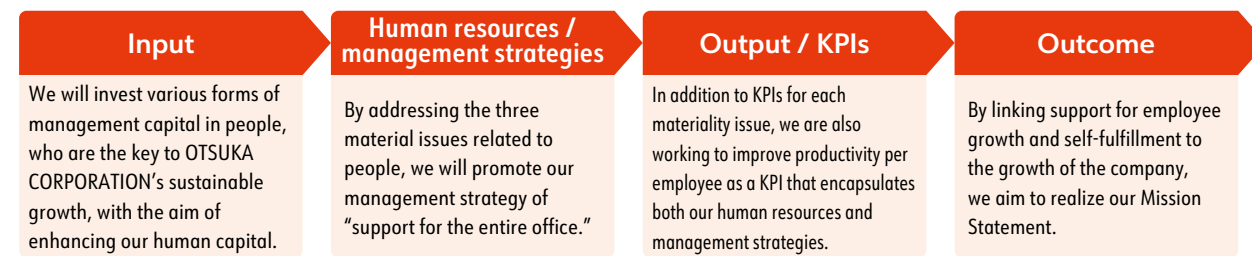 Input
We will invest various forms of
management capital in people,
who are the key to OTSUKA
CORPORATION's sustainable
growth, with the aim of
enhancing our human capital.
Human resources /
management strategies
By addressing the three
material issues related to
people, we will promote our
management strategy of
“support for the entire office.”
Output / KPIs
In addition to KPIs for each
materiality issue, we are also
working to improve productivity per
employee as a KPI that encapsulates
both our human resources and
management strategies.
Outcome
By linking support for employee
growth and self-fulfillment to
the growth of the company,
we aim to realize our Mission
Statement.